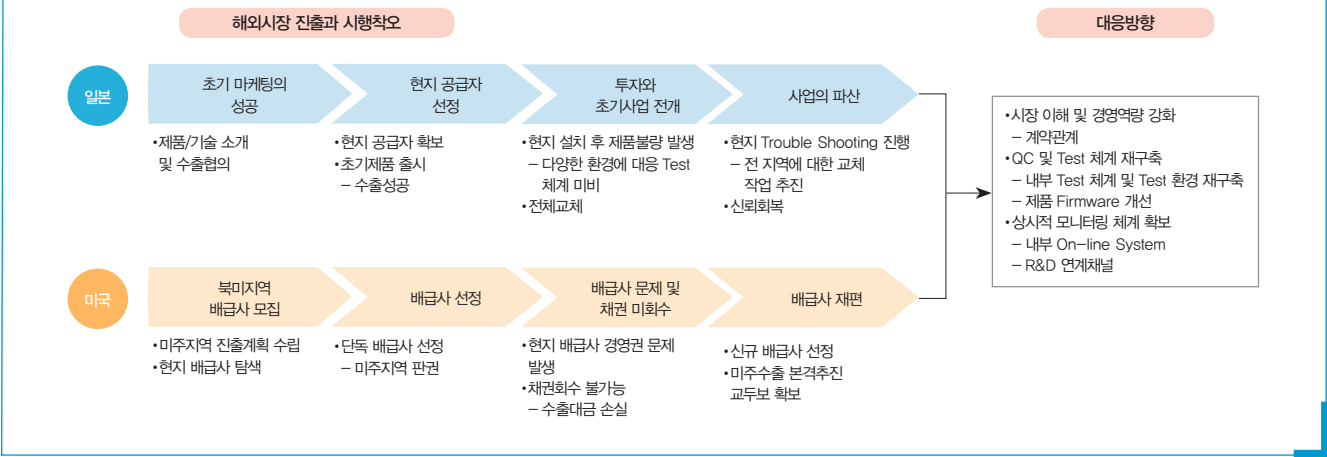 해외시장 진출과 시행착오
대응방향
일본
초기 마케팅의
성공
현지 공급자
선정
투자와
초기사업 전개
사업의 파산
•제품/기술 소개
및 수출협의
•현지 공급자 확보
•초기제품 출시
– 수출성공
•현지 설치 후 제품불량 발생
– 다양한 환경에 대응 Test
체계 미비
•전체교체
•현지 Trouble Shooting 진행
– 전 지역에 대한 교체
작업 추진
•신뢰회복
•시장 이해 및 경영역량 강화
– 계약관계
•QC 및 Test 체계 재구축
– 내부 Test 체계 및 Test 환경 재구축
– 제품 Firmware 개선
•상시적 모니터링 체계 확보
– 내부 On-line System
– R&D 연계채널
미국
북미지역
배급사 모집
배급사 선정
배급사 문제 및
채권 미회수
배급사 재편
•미주지역 진출계획 수립
•현지 배급사 탐색
•단독 배급사 선정
– 미주지역 판권
•현지 배급사 경영권 문제
발생
•채권회수 불가능
– 수출대금 손실
•신규 배급사 선정
•미주수출 본격추진
교두보 확보